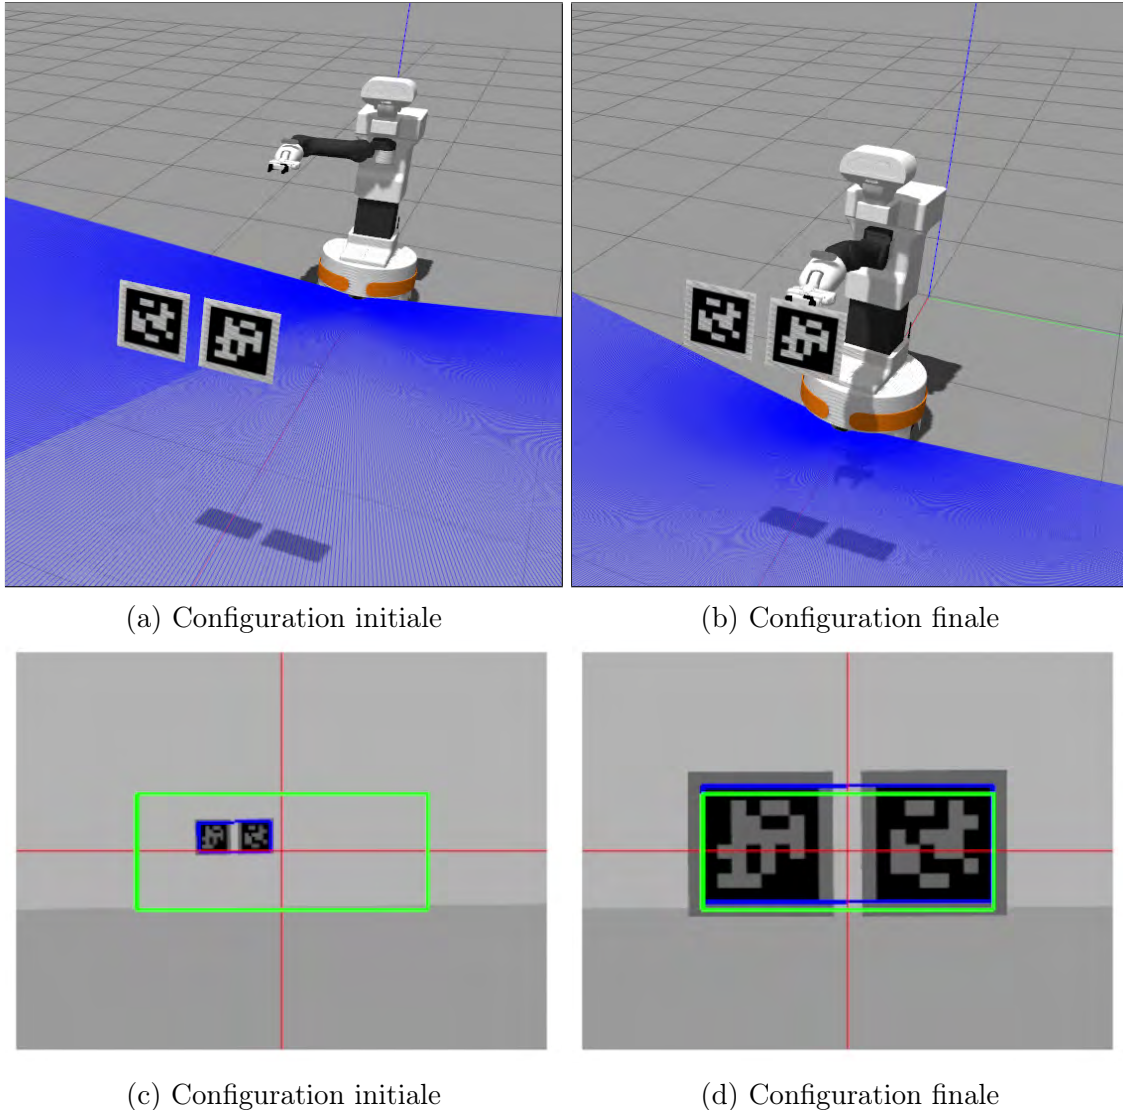 (a) Configuration initiale
(b) Configuration finale
(c) Configuration initiale
(d) Configuration finale